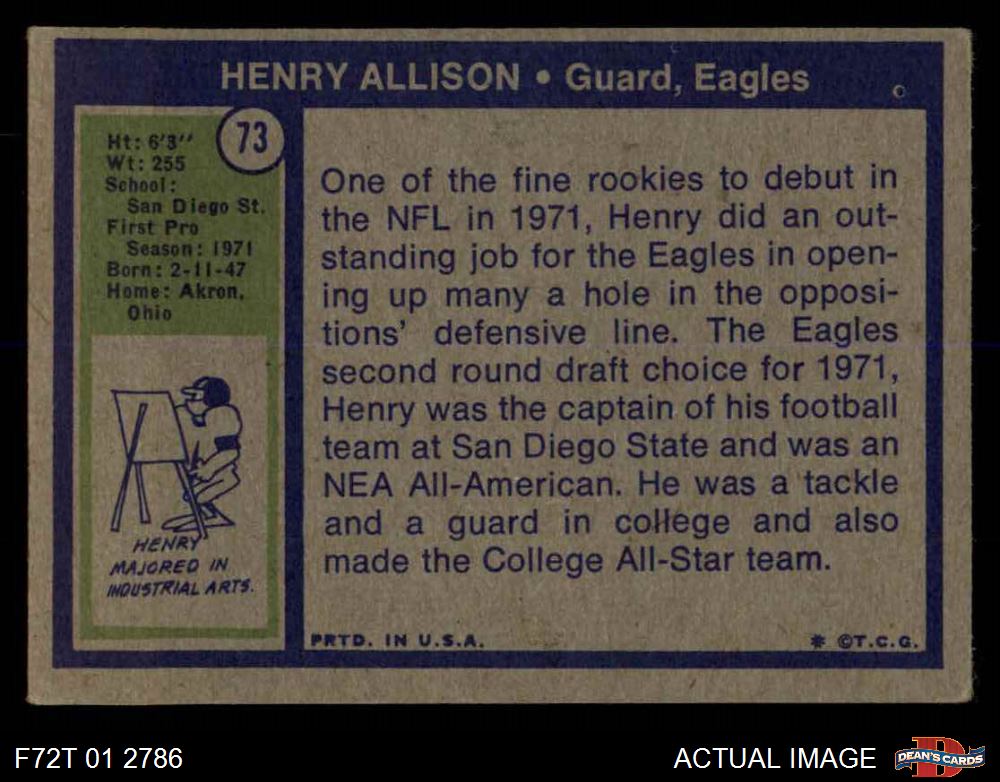 HENRY ALLISON • Guard, Eagles
73
Ht: 6'3''
Wt: 255
School:
San Diego St.
First Pro
Season: 1971
Born: 2-11-47
Home: Akron,
Ohio
HENRY
MAJORED IN
INDUSTRIAL ARTS.
One of the fine rookies to debut in
the NFL in 1971, Henry did an out-
standing job for the Eagles in open-
ing up many a hole in the opposi-
tions' defensive line. The Eagles
second round draft choice for 1971,
Henry was the captain of his football
team at San Diego State and was an
NEA All-American. He was a tackle
and a guard in college and also
made the College All-Star team.
PRTD. IN U.S.A.
* ©T.C.G.
F72T 01 2786
ACTUAL IMAGE
D
DEAN'S CARDS